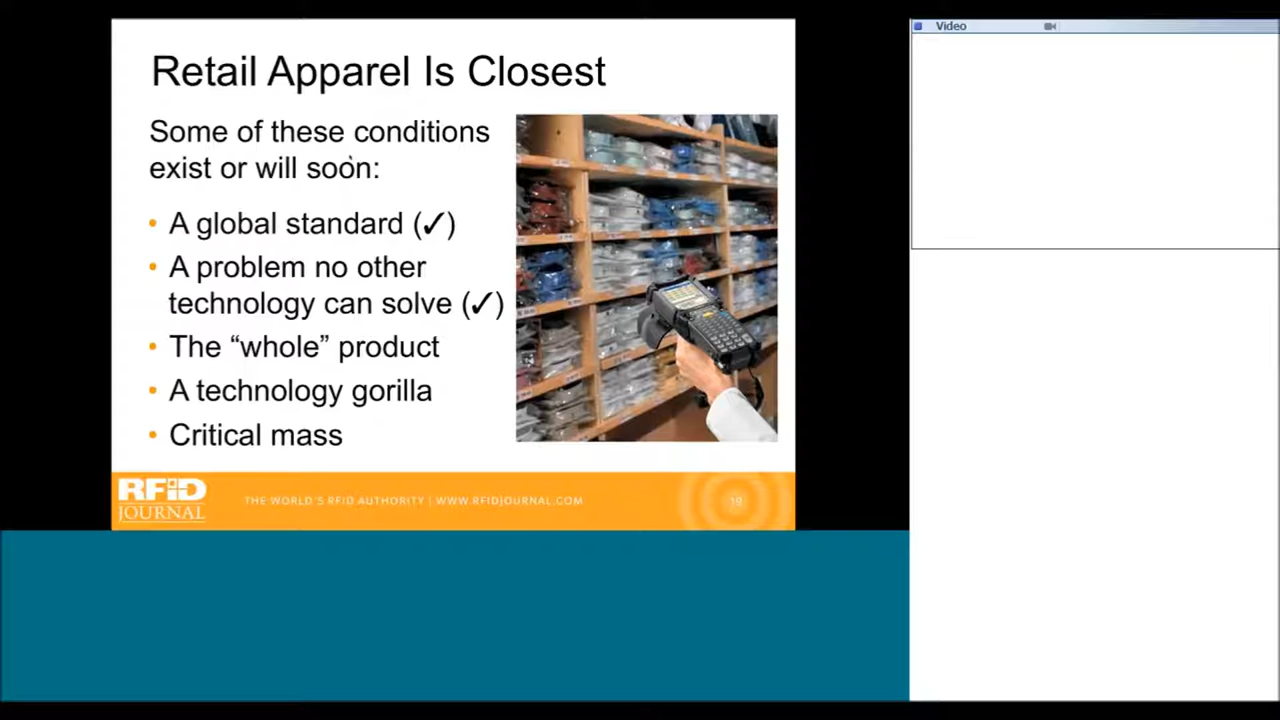 Video
Retail Apparel Is Closest
Some of these conditions
exist or will soon:
• A global standard (✓)
• A problem no other
technology can solve (✓)
• The “whole” product
• A technology gorilla
• Critical mass
RFiD
JOURNAL
THE WORLD'S RFID AUTHORITY | WWW.RFIDJOURNAL.COM
19